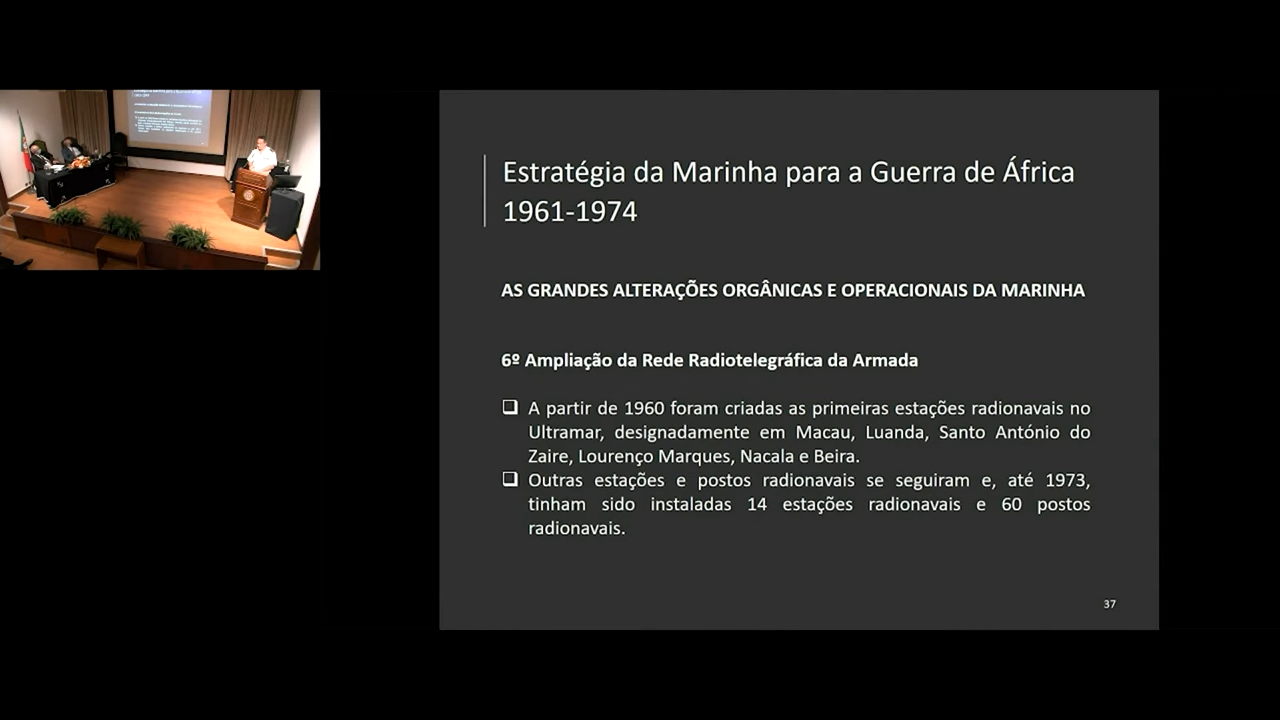 Estratégia da Marinha para a Guerra de África
1961-1974
AS GRANDES ALTERAÇÕES ORGÂNICAS E OPERACIONAIS DA MARINHA
6º Ampliação da Rede Radiotelegráfica da Armada
A partir de 1960 foram criadas as primeiras estações radionavais no
Ultramar, designadamente em Macau, Luanda, Santo António do
Zaire, Lourenço Marques, Nacala e Beira.
Outras estações e postos radionavais se seguiram e, até 1973,
tinham sido instaladas 14 estações radionavais e 60 postos
radionavais.
37